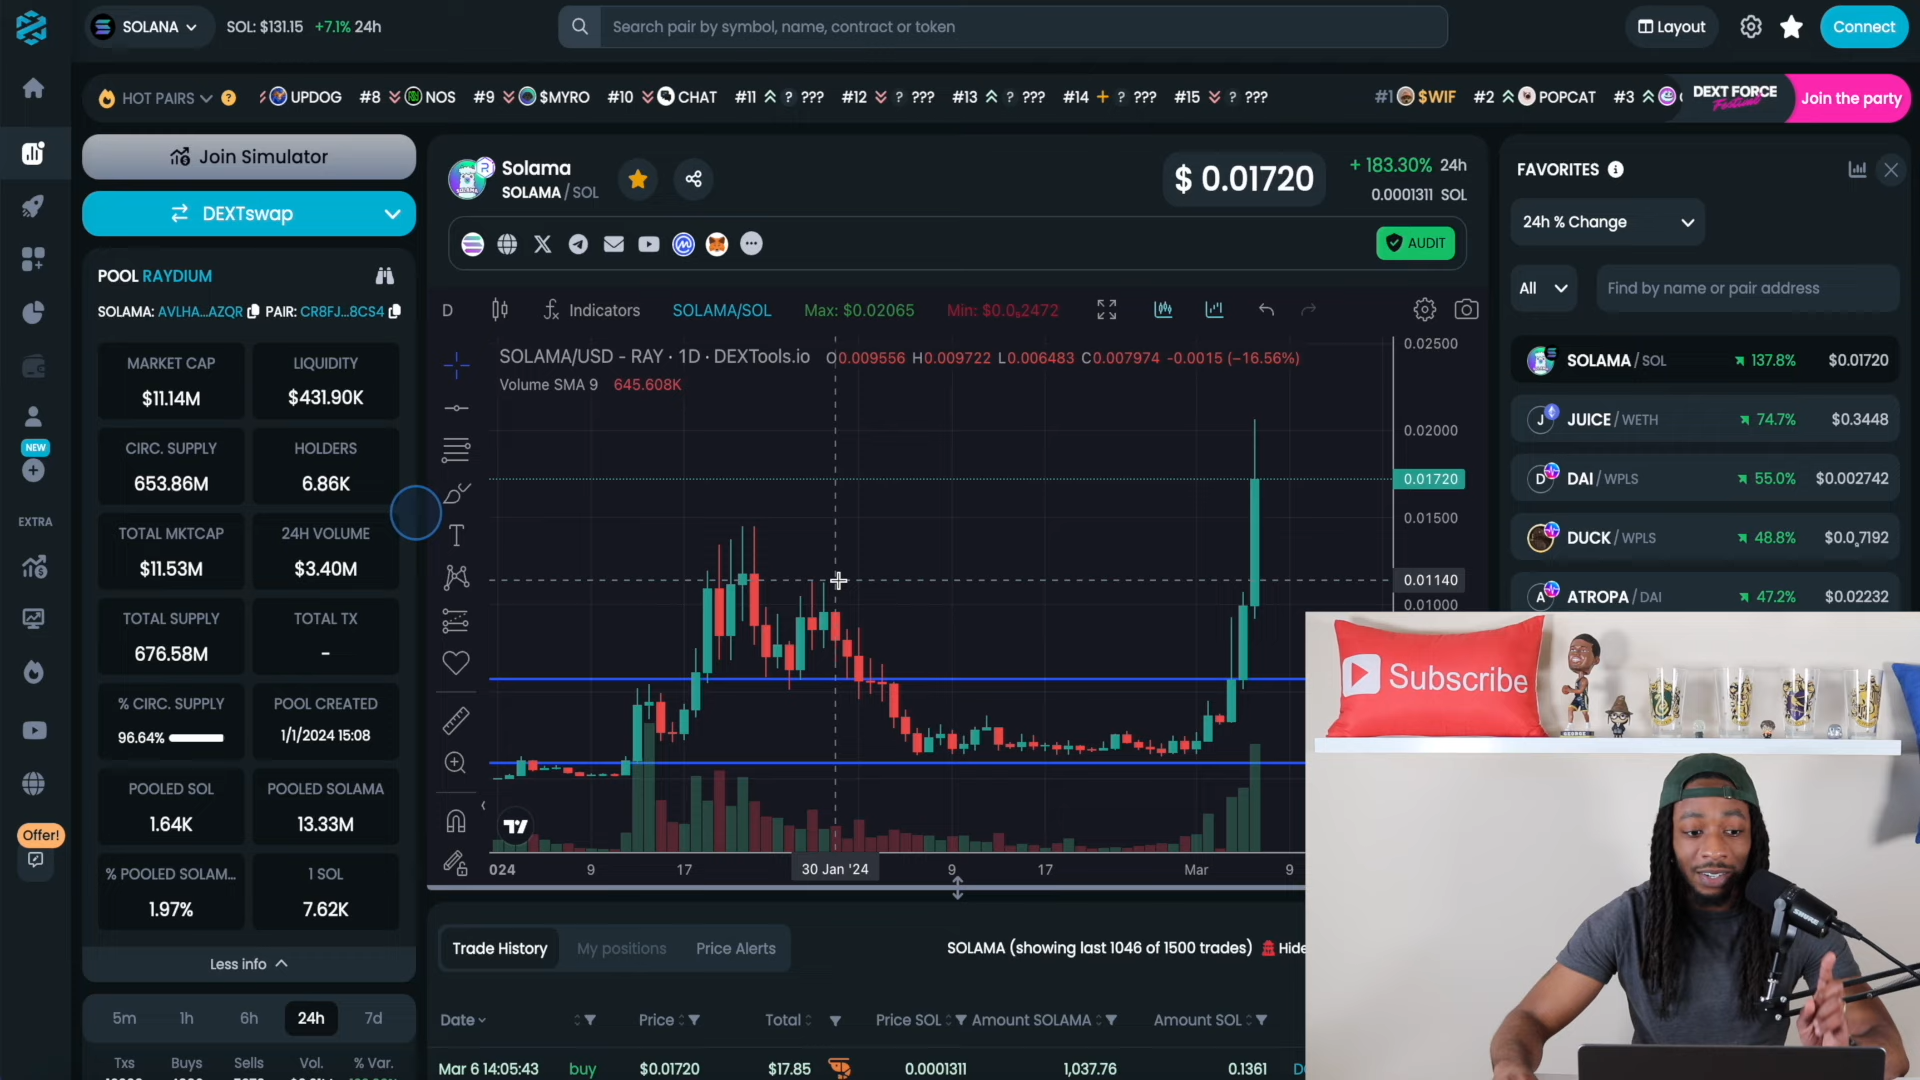 SOLANA SOL: $131.15 +7.1% 24h
Search pair by symbol, name, contract or token
Layout Connect
HOT PAIRS ? UPDOG #8 NOS #9 $MYRO #10 CHAT #11 ? ??? #12 ? ??? #13 ? ??? #14 ? ??? #15 ? ??? #1 $WIF #2 POPCAT #3
DEXT FORCE
Festival
Join the party
Join Simulator
DEXTswap
POOL RAYDIUM
SOLAMA: AVLHA...AZQR PAIR: CR8FJ...8CS4
MARKET CAP
$11.14M
LIQUIDITY
$431.90K
CIRC. SUPPLY
653.86M
HOLDERS
6.86K
TOTAL MKTCAP
$11.53M
24H VOLUME
$3.40M
TOTAL SUPPLY
676.58M
TOTAL TX
-
% CIRC. SUPPLY
96.64%
POOL CREATED
1/1/2024 15:08
POOLED SOL
1.64K
POOLED SOLAMA
13.33M
% POOLED SOLAM...
1.97%
1 SOL
7.62K
Less info
5m 1h 6h 24h 7d
Txs Buys Sells Vol. % Var.
NEW
EXTRA
Offer!
Solama
SOLAMA / SOL
$ 0.01720
+ 183.30% 24h
0.0001311 SOL
AUDIT
D Indicators SOLAMA/SOL Max: $0.02065 Min: $0.0₅2472
SOLAMA/USD - RAY · 1D · DEXTools.io O0.009556 H0.009722 L0.006483 C0.007974 -0.0015 (−16.56%)
Volume SMA 9 645.608K
0.02500
0.02000
0.01720
0.01500
0.01140
0.01000
024 9 17 30 Jan '24 9 17 Mar 9
Trade History My positions Price Alerts
SOLAMA (showing last 1046 of 1500 trades) Hide
Date Price Total Price SOL Amount SOLAMA Amount SOL
Mar 6 14:05:43 buy $0.01720 $17.85 0.0001311 1,037.76 0.1361
FAVORITES
24h % Change
All Find by name or pair address
SOLAMA / SOL 137.8% $0.01720
JUICE / WETH 74.7% $0.3448
DAI / WPLS 55.0% $0.002742
DUCK / WPLS 48.8% $0.0₉7192
ATROPA / DAI 47.2% $0.02232
Subscribe